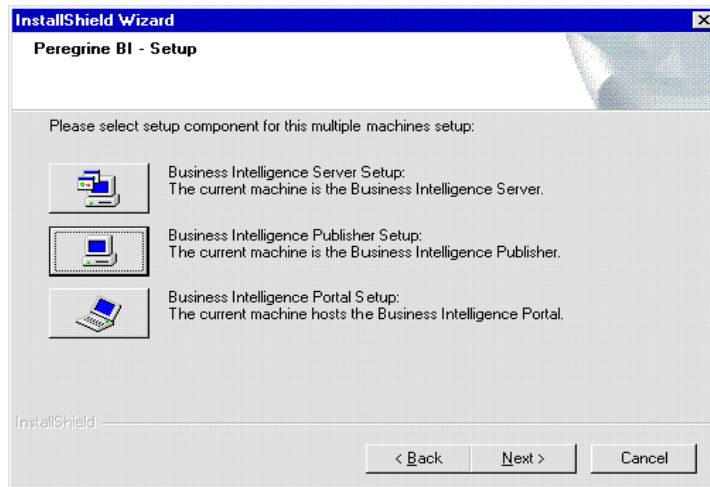 InstallShield Wizard
Peregrine BI - Setup
Please select setup component for this multiple machines setup:
Business Intelligence Server Setup:
The current machine is the Business Intelligence Server.
Business Intelligence Publisher Setup:
The current machine is the Business Intelligence Publisher.
Business Intelligence Portal Setup:
The current machine hosts the Business Intelligence Portal.
InstallShield
< Back Next > Cancel